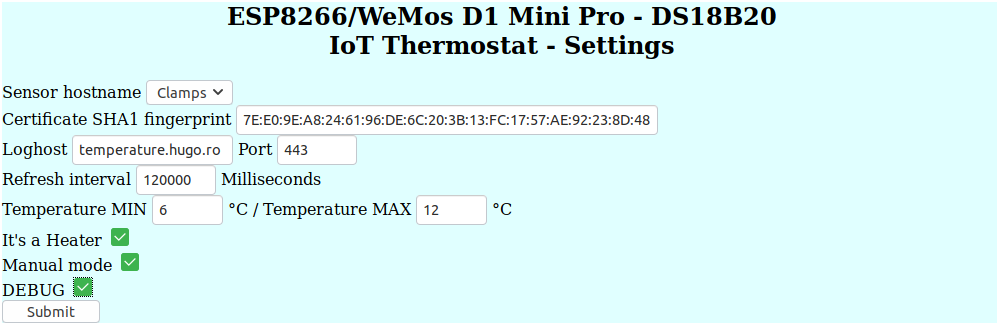 ESP8266/WeMos D1 Mini Pro - DS18B20
IoT Thermostat - Settings
Sensor hostname Clamps
Certificate SHA1 fingerprint 7E:E0:9E:A8:24:61:96:DE:6C:20:3B:13:FC:17:57:AE:92:23:8D:48
Loghost temperature.hugo.ro Port 443
Refresh interval 120000 Milliseconds
Temperature MIN 6 °C / Temperature MAX 12 °C
It's a Heater
Manual mode
DEBUG
Submit